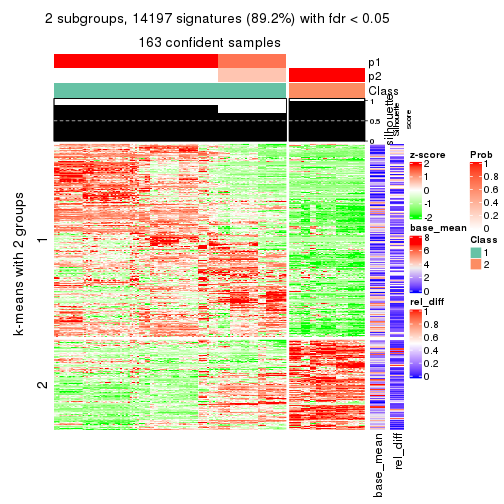 2 subgroups, 14197 signatures (89.2%) with fdr < 0.05
163 confident samples
p1
p2
Class
silhouette
Silhouette
score
1
0.5
0
k-means with 2 groups
1
2
base_mean
rel_diff
z-score
2
1
0
-1
-2
base_mean
8
6
4
2
0
rel_diff
1
0.8
0.6
0.4
0.2
0
Prob
1
0.8
0.6
0.4
0.2
0
Class
1
2